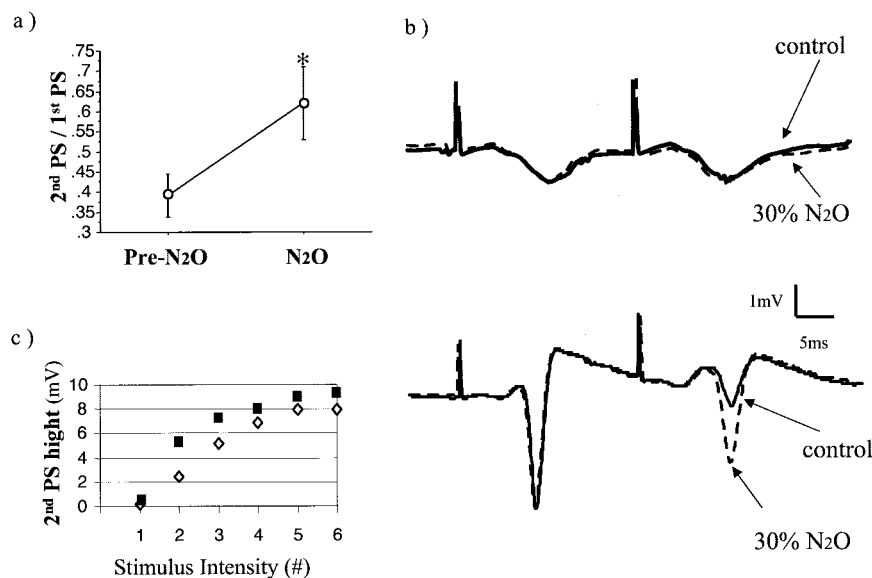 a )
2nd PS / 1st PS
.75
.7
.65
.6
.55
.5
.45
.4
.35
.3
*
Pre-N2O
N2O
b )
control
30% N2O
1mV
5ms
control
30% N2O
c )
2nd PS hight (mV)
10
8
6
4
2
0
1 2 3 4 5 6
Stimulus Intensity (#)